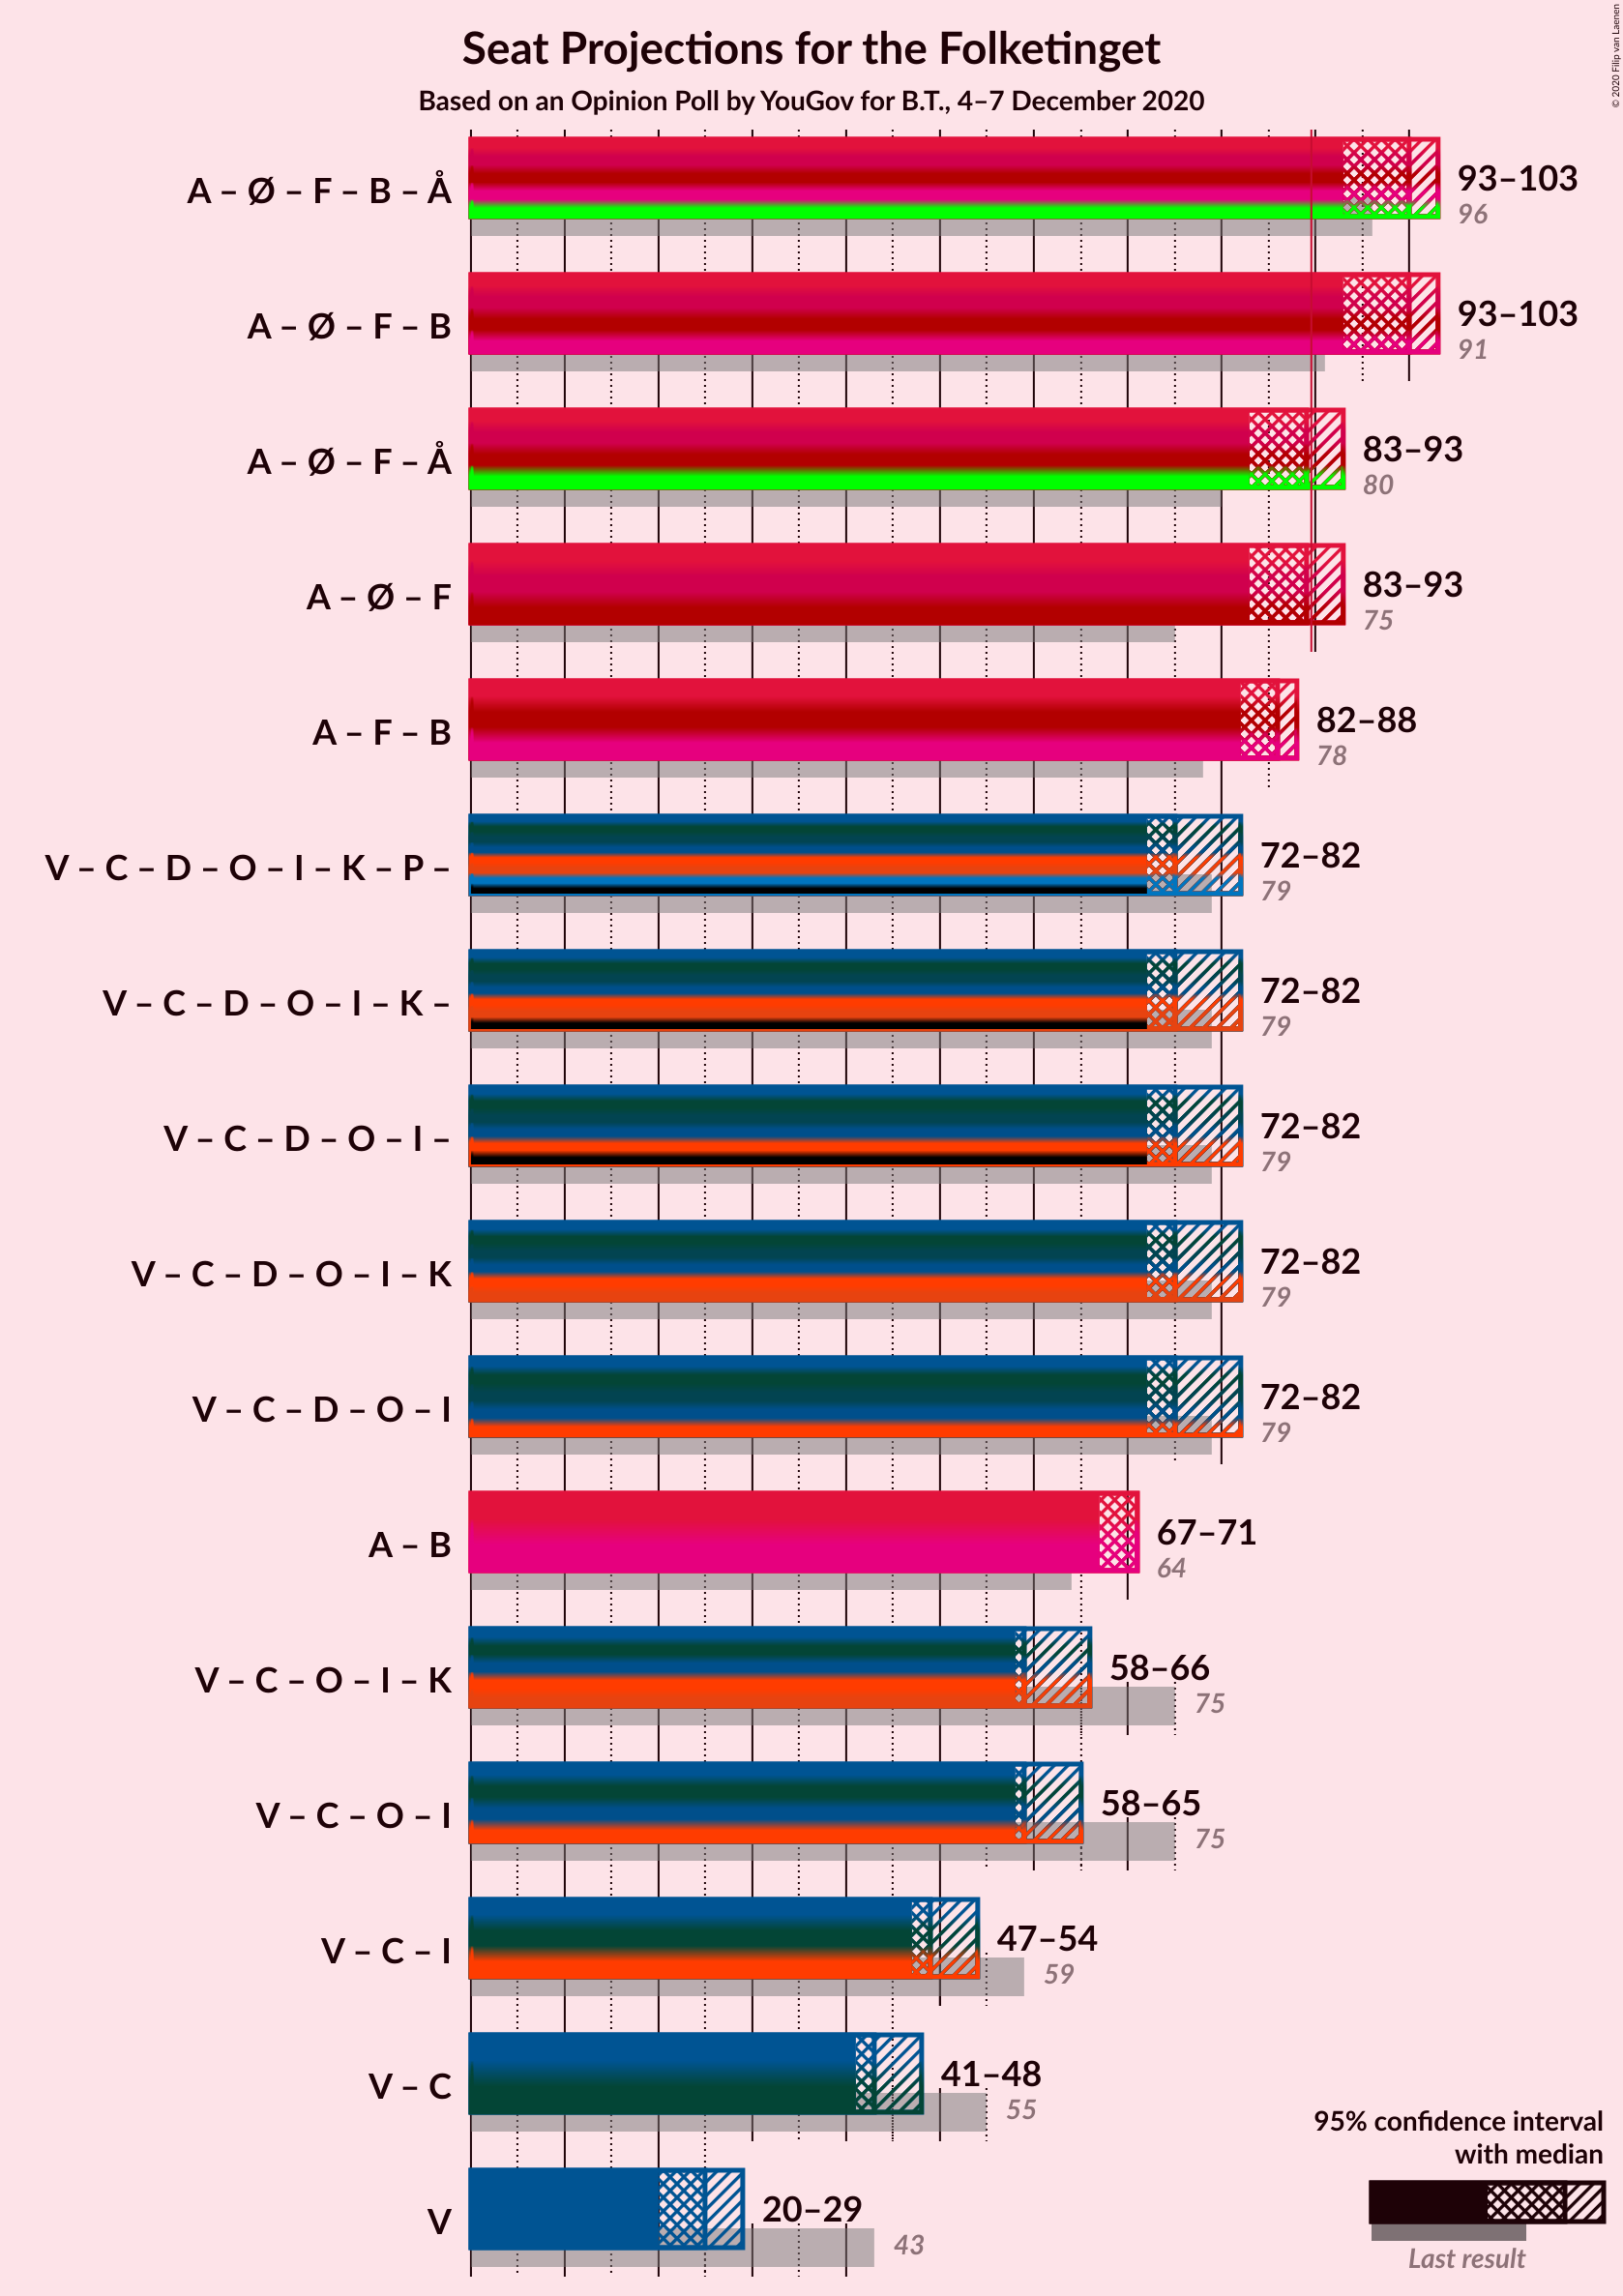 Seat Projections for the Folketinget
Based on an Opinion Poll by YouGov for B.T., 4–7 December 2020
© 2020 Filip van Laenen
A – Ø – F – B – Å
93–103
96
A – Ø – F – B
93–103
91
A – Ø – F – Å
83–93
80
A – Ø – F
83–93
75
A – F – B
82–88
78
V – C – D – O – I – K – P –
72–82
79
V – C – D – O – I – K –
72–82
79
V – C – D – O – I –
72–82
79
V – C – D – O – I – K
72–82
79
V – C – D – O – I
72–82
79
A – B
67–71
64
V – C – O – I – K
58–66
75
V – C – O – I
58–65
75
V – C – I
47–54
59
V – C
41–48
55
V
20–29
43
95% confidence interval
with median
Last result